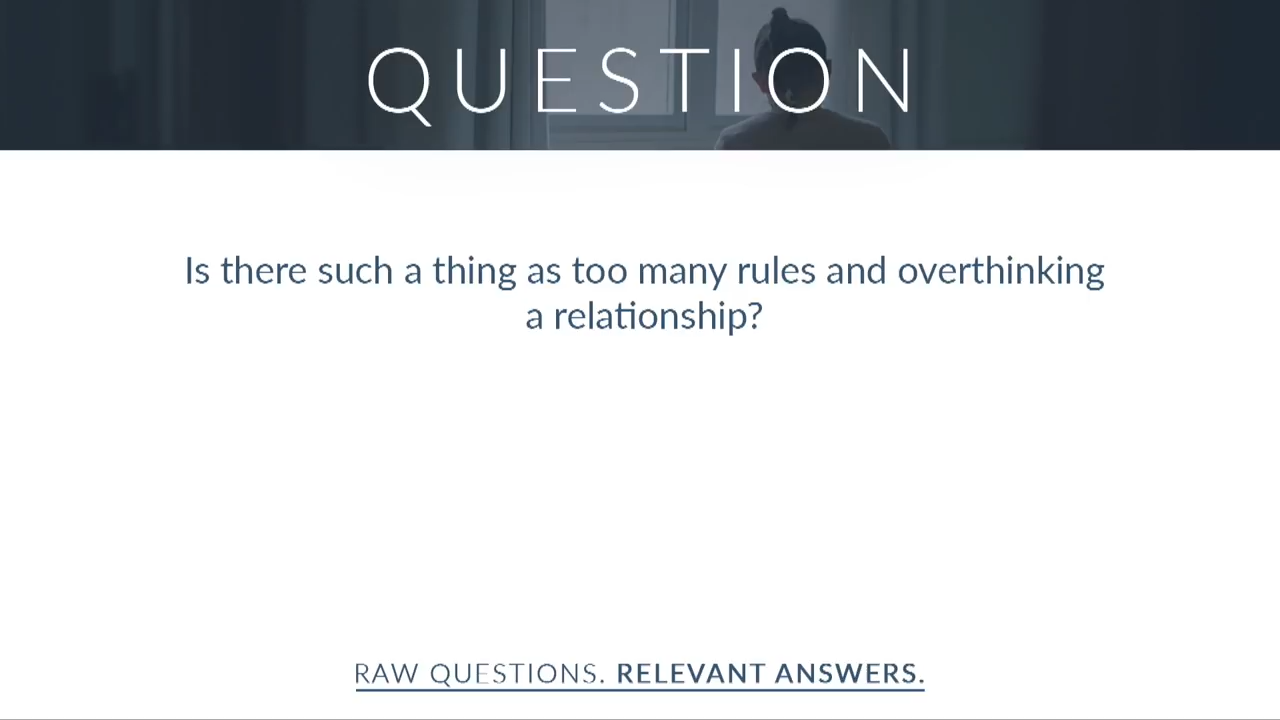 QUESTION
Is there such a thing as too many rules and overthinking
a relationship?
RAW QUESTIONS. RELEVANT ANSWERS.